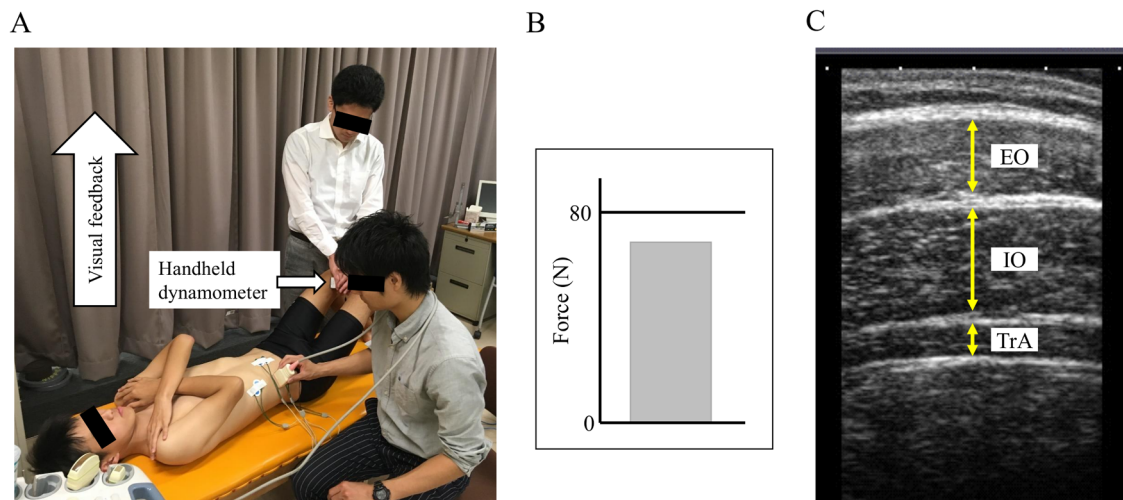 A
Visual feedback
Handheld
dynamometer
B
80
Force (N)
0
C
EO
IO
TrA